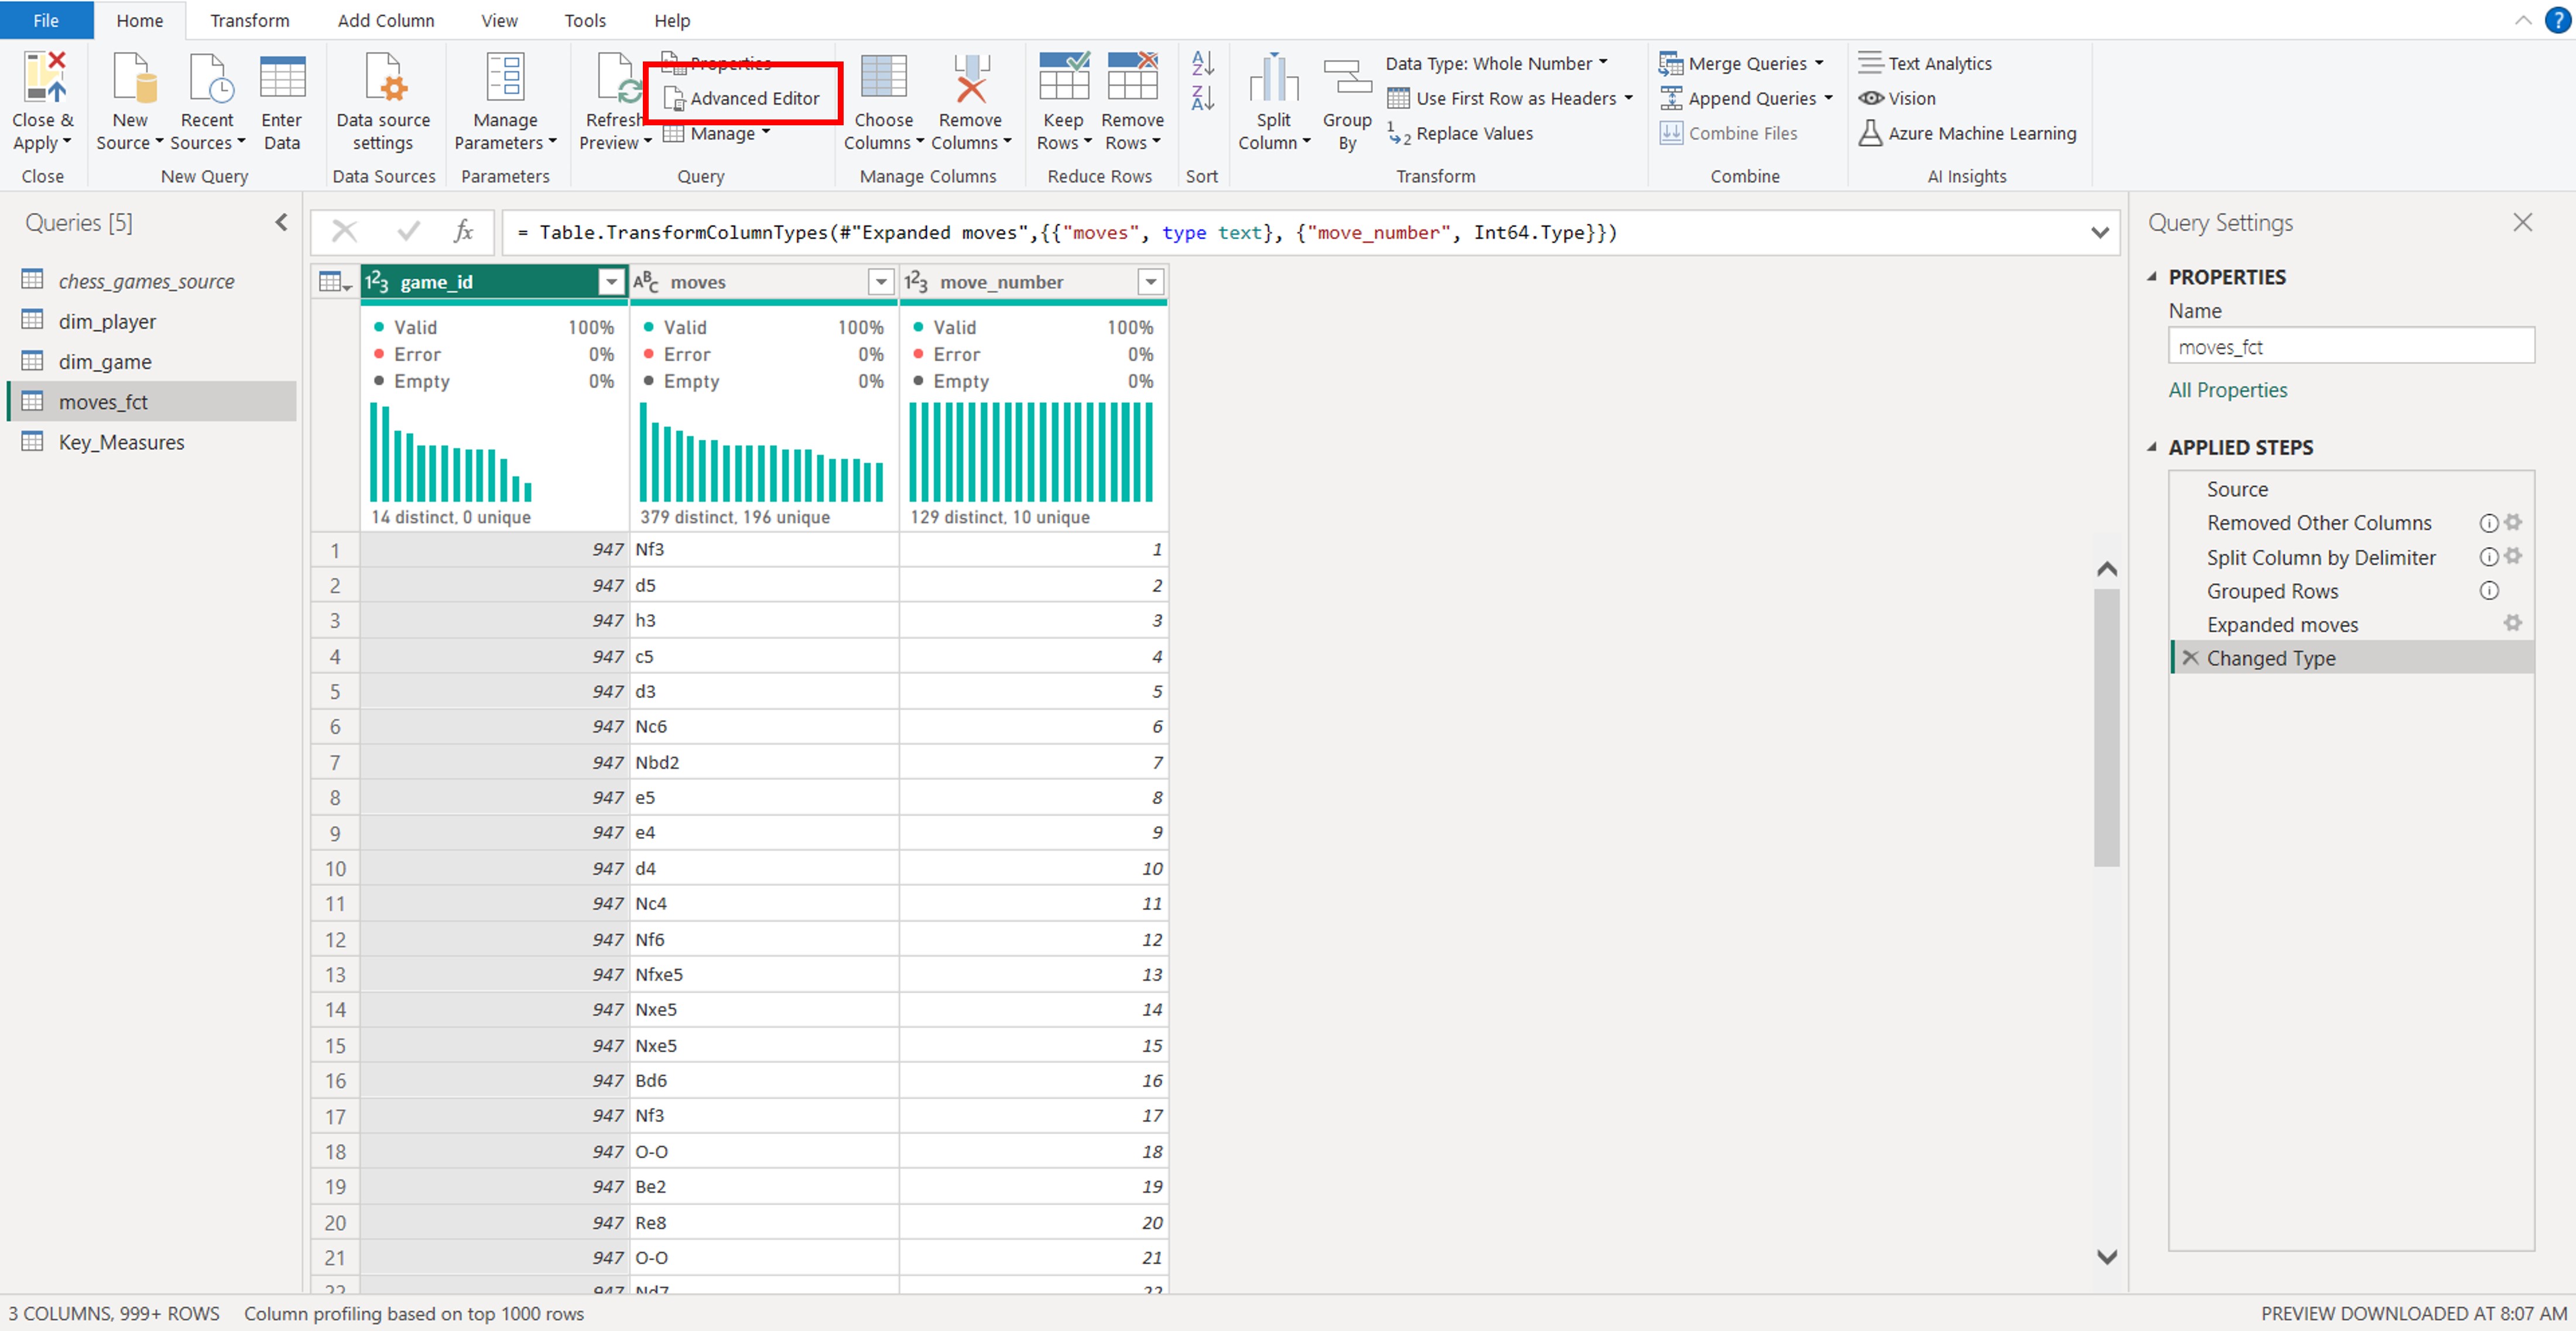 File Home Transform Add Column View Tools Help
Close & Apply
New Source
Recent Sources
Enter Data
Data source settings
Manage Parameters
Refresh Preview
Properties
Advanced Editor
Manage
Choose Columns
Remove Columns
Keep Rows
Remove Rows
Split Column
Group By
Data Type: Whole Number
Use First Row as Headers
Replace Values
Merge Queries
Append Queries
Combine Files
Text Analytics
Vision
Azure Machine Learning
Close New Query Data Sources Parameters Query Manage Columns Reduce Rows Sort Transform Combine AI Insights
Queries [5]
chess_games_source
dim_player
dim_game
moves_fct
Key_Measures
fx = Table.TransformColumnTypes(#"Expanded moves",{{"moves", type text}, {"move_number", Int64.Type}})
123 game_id ABC moves 123 move_number
Valid 100% Valid 100% Valid 100%
Error 0% Error 0% Error 0%
Empty 0% Empty 0% Empty 0%
14 distinct, 0 unique 379 distinct, 196 unique 129 distinct, 10 unique
1 947 Nf3 1
2 947 d5 2
3 947 h3 3
4 947 c5 4
5 947 d3 5
6 947 Nc6 6
7 947 Nbd2 7
8 947 e5 8
9 947 e4 9
10 947 d4 10
11 947 Nc4 11
12 947 Nf6 12
13 947 Nfxe5 13
14 947 Nxe5 14
15 947 Nxe5 15
16 947 Bd6 16
17 947 Nf3 17
18 947 O-O 18
19 947 Be2 19
20 947 Re8 20
21 947 O-O 21
22 947 Nd7 22
Query Settings
PROPERTIES
Name
moves_fct
All Properties
APPLIED STEPS
Source
Removed Other Columns
Split Column by Delimiter
Grouped Rows
Expanded moves
Changed Type
3 COLUMNS, 999+ ROWS Column profiling based on top 1000 rows
PREVIEW DOWNLOADED AT 8:07 AM